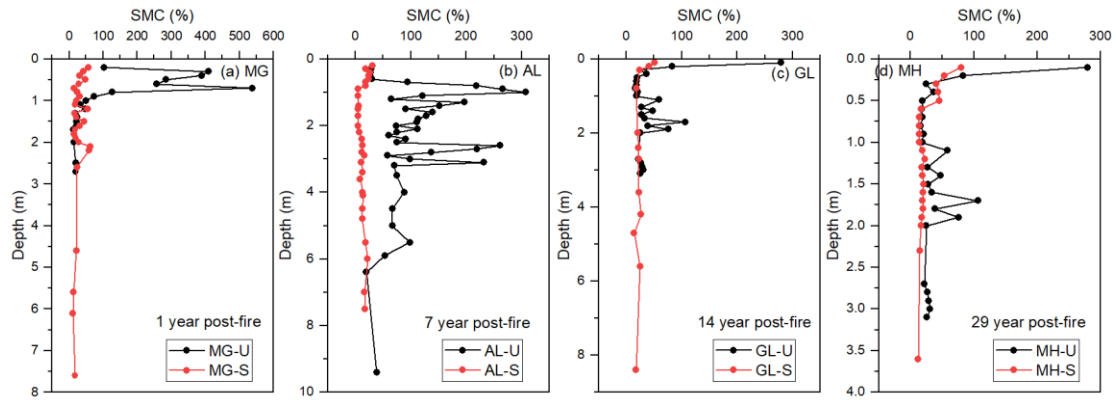 SMC (%)
0 100 200 300 400 500 600
0
1
2
3
4
5
6
7
8
Depth (m)
(a) MG
1 year post-fire
MG-U
MG-S
SMC (%)
0 100 200 300
0
2
4
6
8
10
Depth (m)
(b) AL
7 year post-fire
AL-U
AL-S
SMC (%)
0 100 200 300
0
2
4
6
8
Depth (m)
(c) GL
14 year post-fire
GL-U
GL-S
SMC (%)
0 100 200 300
0.0
0.5
1.0
1.5
2.0
2.5
3.0
3.5
4.0
Depth (m)
(d) MH
29 year post-fire
MH-U
MH-S